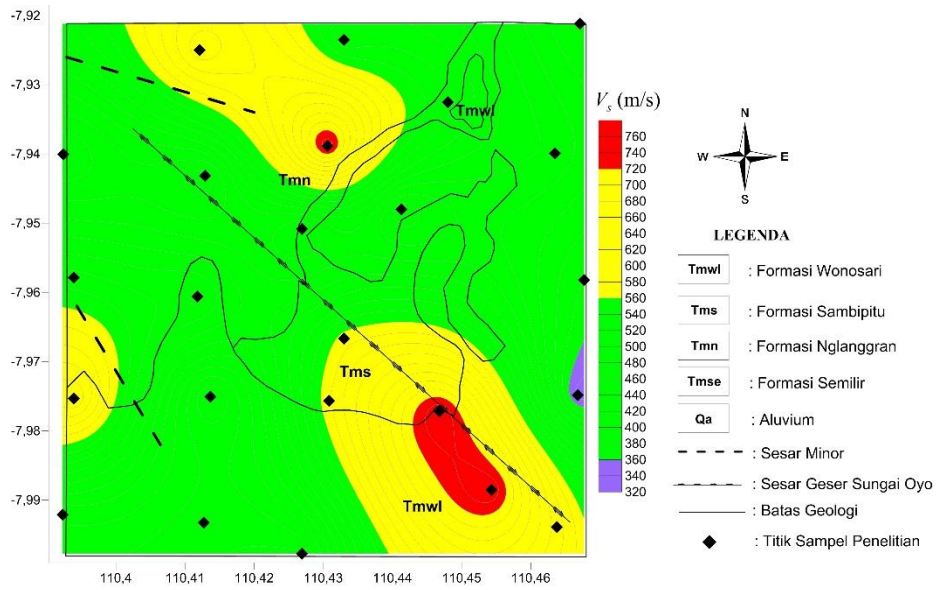 -7,92
-7,93
-7,94
-7,95
-7,96
-7,97
-7,98
-7,99
110,4 110,41 110,42 110,43 110,44 110,45 110,46
Tmwl
Tmn
Tms
Tmwl
Vs (m/s)
760
740
720
700
680
660
640
620
600
580
560
540
520
500
480
460
440
420
400
380
360
340
320
N
W E
S
LEGENDA
Tmwl : Formasi Wonosari
Tms : Formasi Sambipitu
Tmn : Formasi Nglanggran
Tmse : Formasi Semilir
Qa : Aluvium
: Sesar Minor
: Sesar Geser Sungai Oyo
: Batas Geologi
: Titik Sampel Penelitian